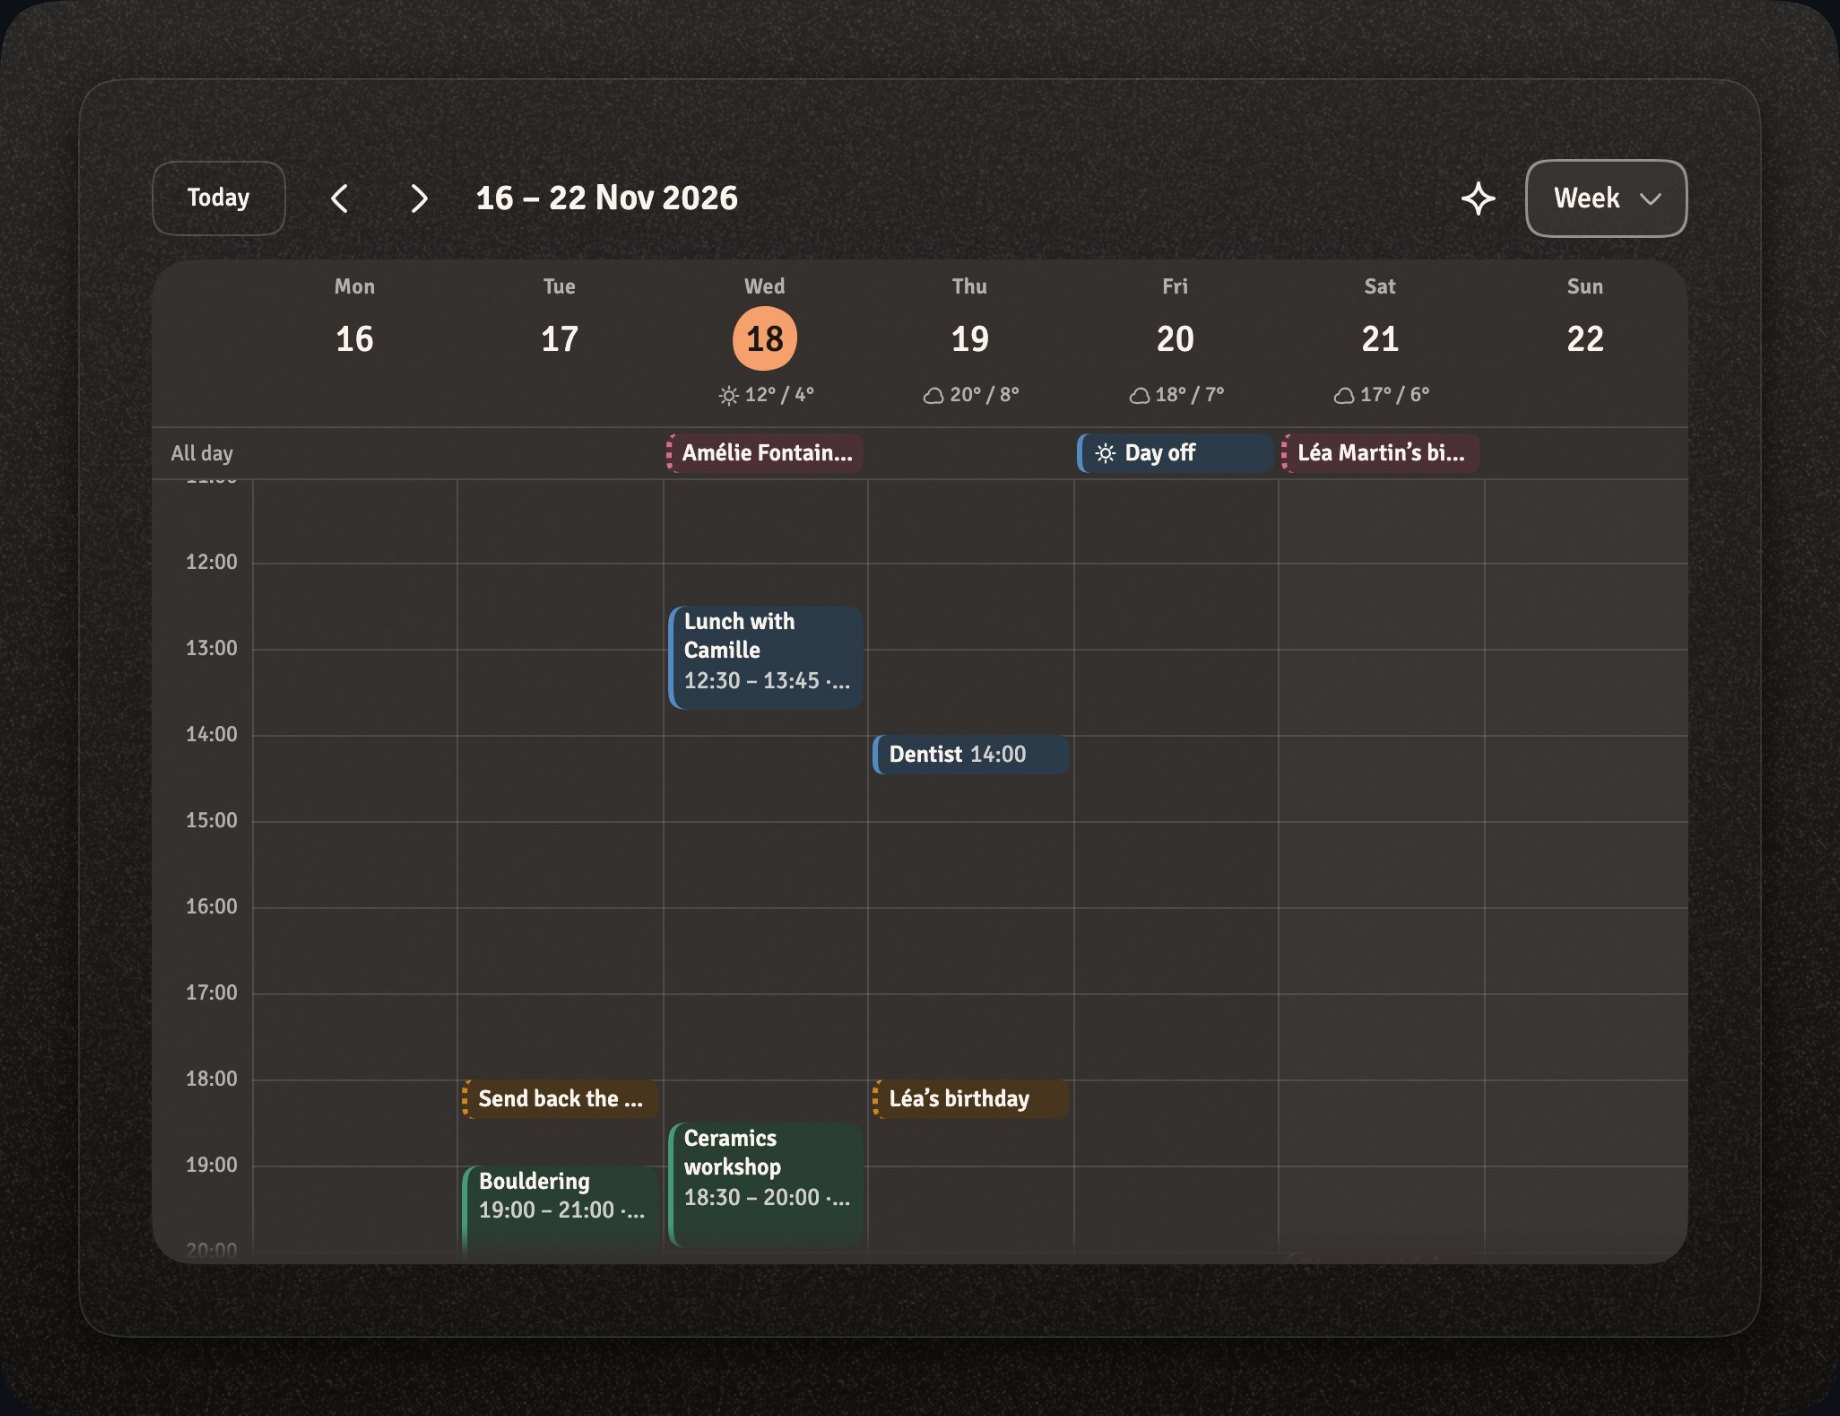 Today
16 – 22 Nov 2026
Week
Mon
Tue
Wed
Thu
Fri
Sat
Sun
16
17
18
19
20
21
22
12° / 4°
20° / 8°
18° / 7°
17° / 6°
All day
Amélie Fontain...
Day off
Léa Martin’s bi...
12:00
Lunch with
Camille
12:30 – 13:45 ·...
13:00
14:00
Dentist 14:00
15:00
16:00
17:00
18:00
Send back the ...
Léa’s birthday
Ceramics
workshop
18:30 – 20:00 ·...
19:00
Bouldering
19:00 – 21:00 ·...
20:00